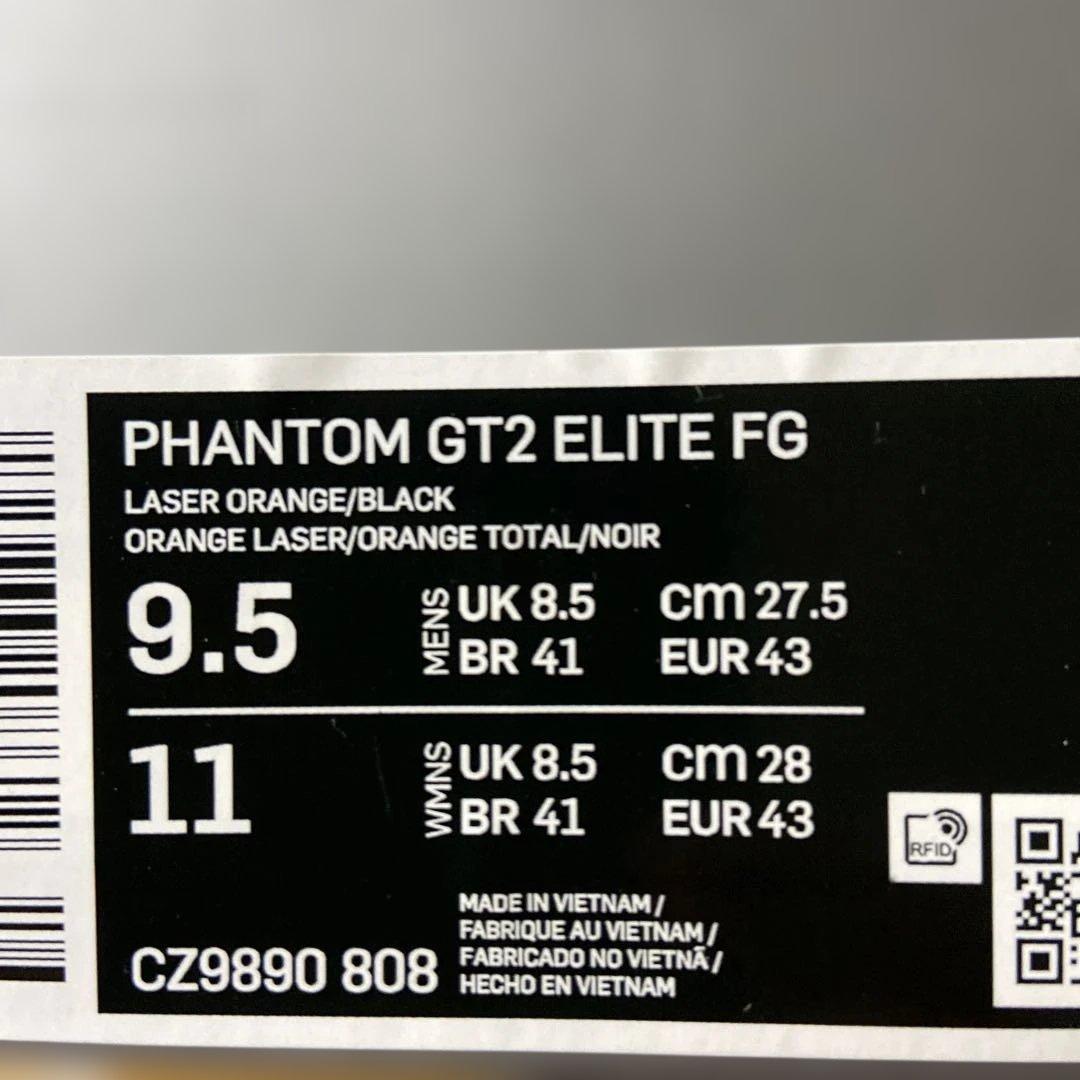 PHANTOM GT2 ELITE FG
LASER ORANGE/BLACK
ORANGE LASER/ORANGE TOTAL/NOIR
9.5 MENS UK 8.5 cm 27.5
BR 41 EUR 43
11 WMNS UK 8.5 cm 28
BR 41 EUR 43
RFID
MADE IN VIETNAM /
FABRIQUE AU VIETNAM /
FABRICADO NO VIETNÃ /
HECHO EN VIETNAM
CZ9890 808